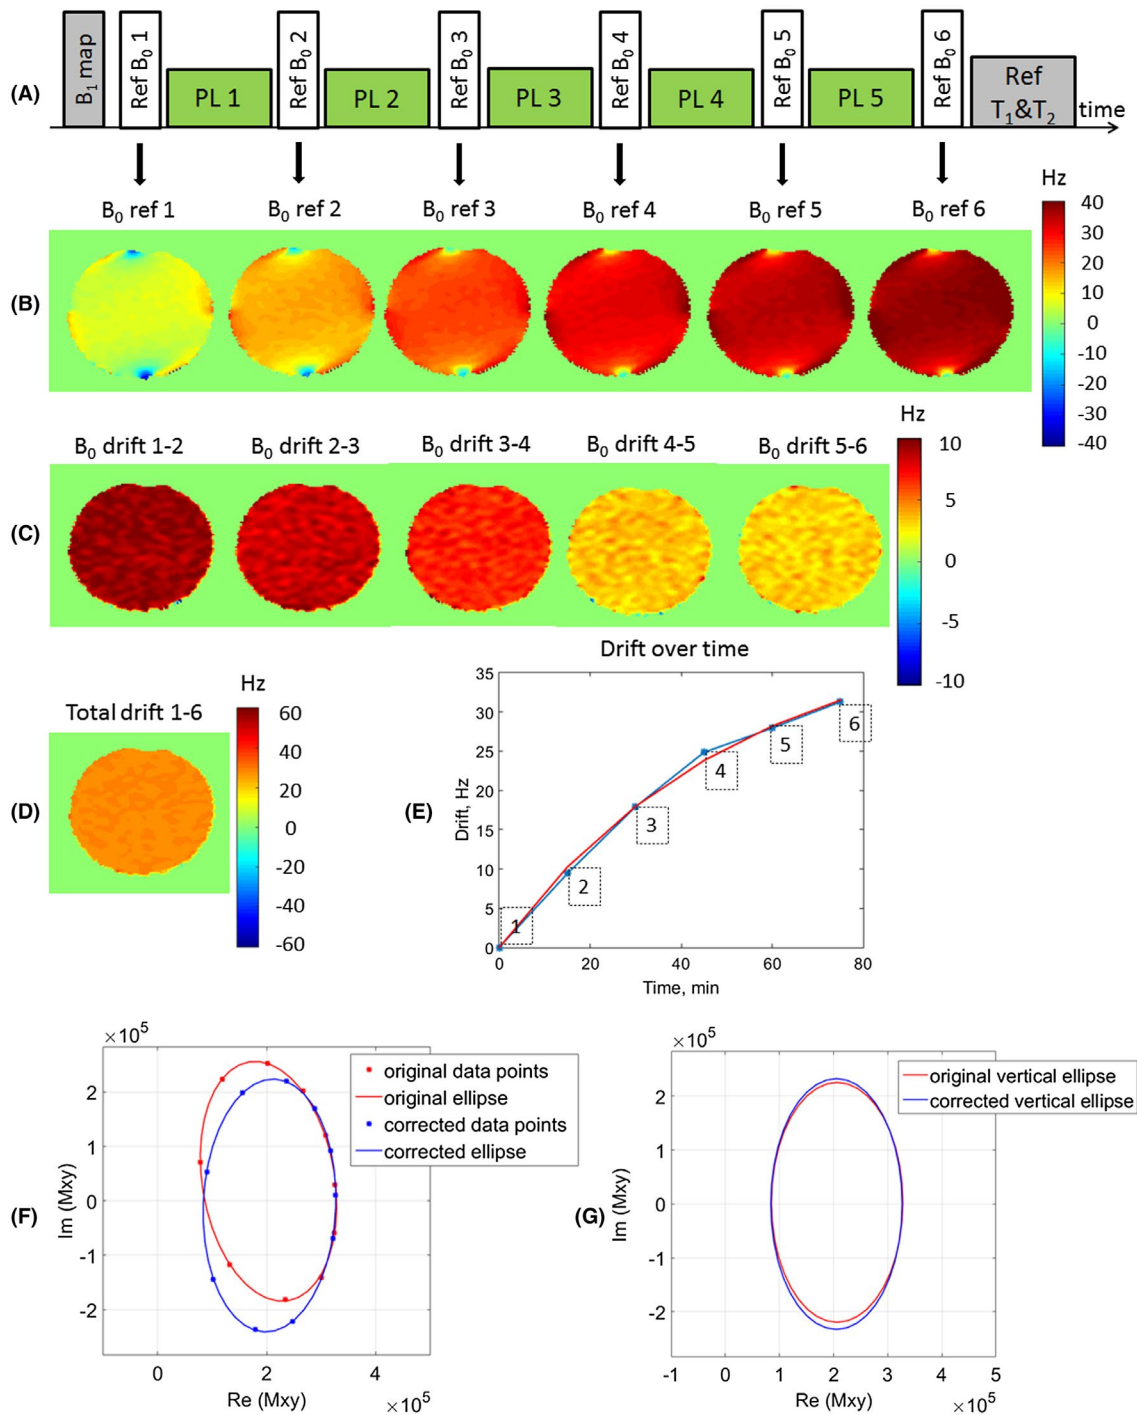 (A)
B₁ map
Ref B₀ 1
PL 1
Ref B₀ 2
PL 2
Ref B₀ 3
PL 3
Ref B₀ 4
PL 4
Ref B₀ 5
PL 5
Ref B₀ 6
Ref
T₁&T₂
time
(B)
B₀ ref 1
B₀ ref 2
B₀ ref 3
B₀ ref 4
B₀ ref 5
B₀ ref 6
Hz
40
30
20
10
0
-10
-20
-30
-40
(C)
B₀ drift 1-2
B₀ drift 2-3
B₀ drift 3-4
B₀ drift 4-5
B₀ drift 5-6
Hz
10
5
0
-5
-10
(D)
Total drift 1-6
Hz
60
40
20
0
-20
-40
-60
(E)
Drift over time
Drift, Hz
35
30
25
20
15
10
5
0
1
2
3
4
5
6
0 20 40 60 80
Time, min
(F)
×10⁵
Im (Mxy)
2
1
0
-1
-2
original data points
original ellipse
corrected data points
corrected ellipse
0 2 4
Re (Mxy)
×10⁵
(G)
×10⁵
Im (Mxy)
2
1
0
-1
-2
original vertical ellipse
corrected vertical ellipse
-1 0 1 2 3 4 5
Re (Mxy)
×10⁵